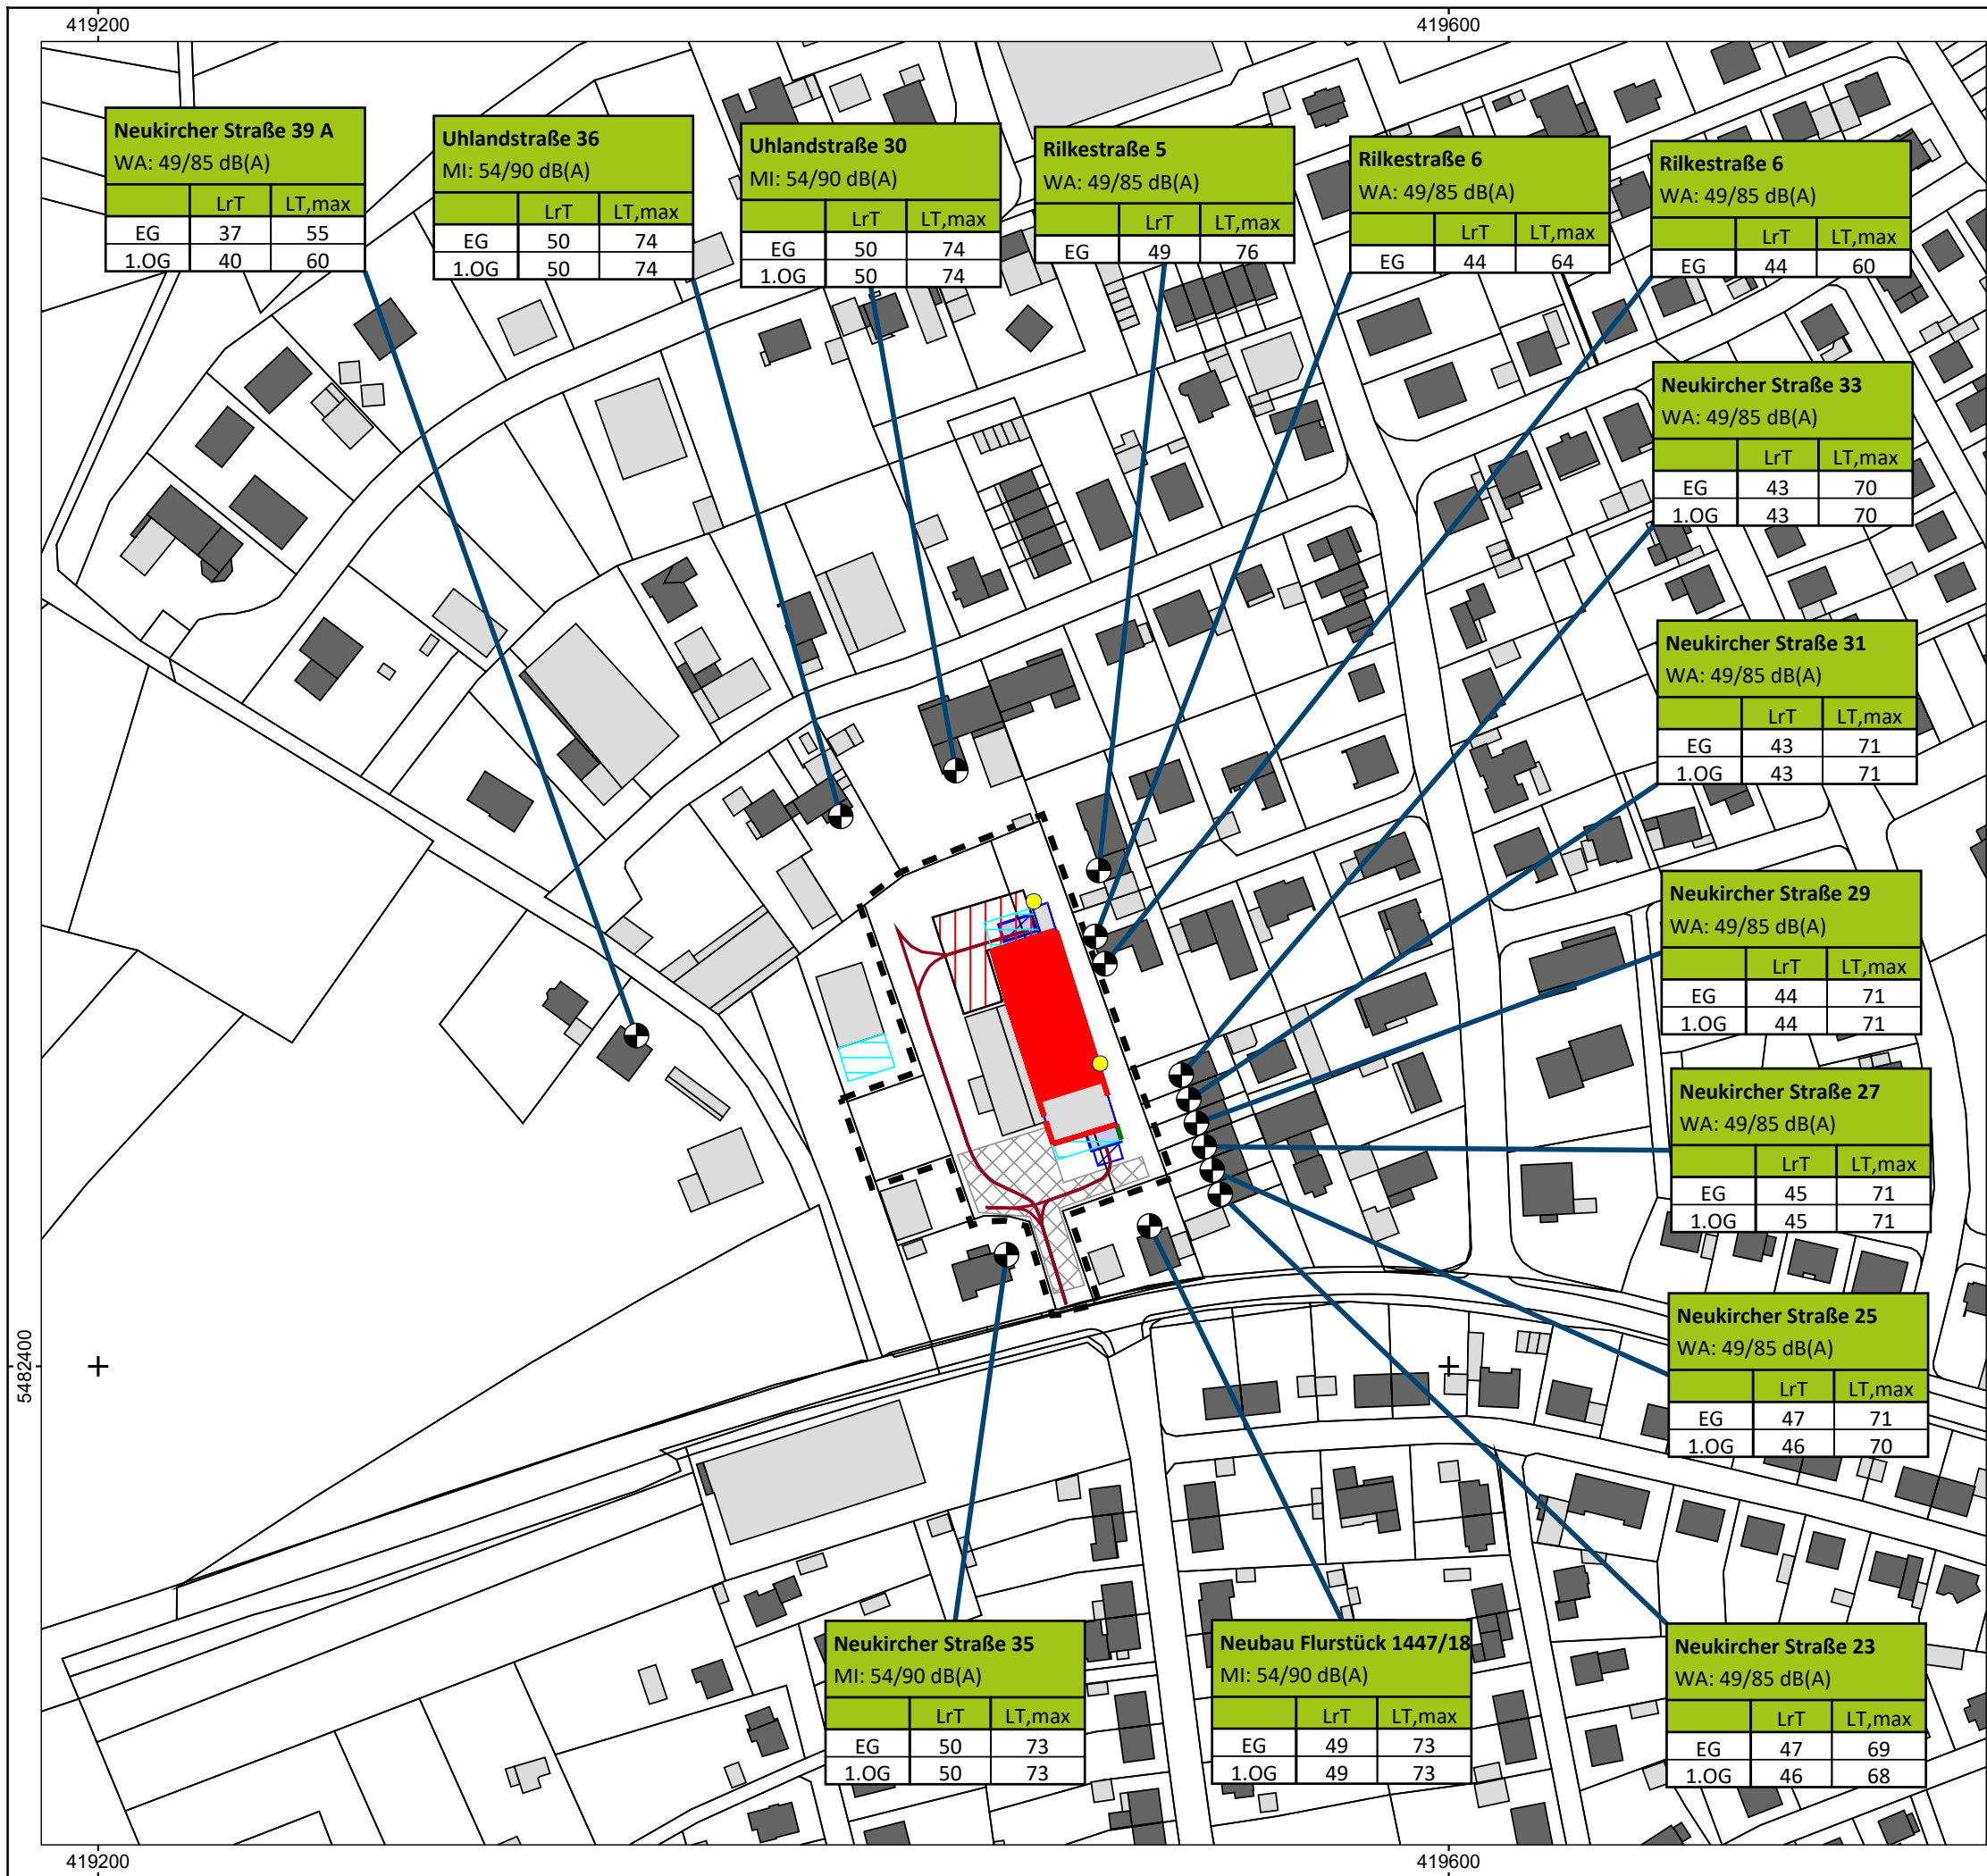 419200
419600
Neukircher Straße 39 A
WA: 49/85 dB(A)
LrT LT,max
EG 37 55
1.OG 40 60
Uhlandstraße 36
MI: 54/90 dB(A)
LrT LT,max
EG 50 74
1.OG 50 74
Uhlandstraße 30
MI: 54/90 dB(A)
LrT LT,max
EG 50 74
1.OG 50 74
Rilkestraße 5
WA: 49/85 dB(A)
LrT LT,max
EG 49 76
Rilkestraße 6
WA: 49/85 dB(A)
LrT LT,max
EG 44 64
Rilkestraße 6
WA: 49/85 dB(A)
LrT LT,max
EG 44 60
Neukircher Straße 33
WA: 49/85 dB(A)
LrT LT,max
EG 43 70
1.OG 43 70
Neukircher Straße 31
WA: 49/85 dB(A)
LrT LT,max
EG 43 71
1.OG 43 71
Neukircher Straße 29
WA: 49/85 dB(A)
LrT LT,max
EG 44 71
1.OG 44 71
Neukircher Straße 27
WA: 49/85 dB(A)
LrT LT,max
EG 45 71
1.OG 45 71
Neukircher Straße 25
WA: 49/85 dB(A)
LrT LT,max
EG 47 71
1.OG 46 70
5482400
Neukircher Straße 35
MI: 54/90 dB(A)
LrT LT,max
EG 50 73
1.OG 50 73
Neubau Flurstück 1447/18
MI: 54/90 dB(A)
LrT LT,max
EG 49 73
1.OG 49 73
Neukircher Straße 23
WA: 49/85 dB(A)
LrT LT,max
EG 47 69
1.OG 46 68
419200
419600